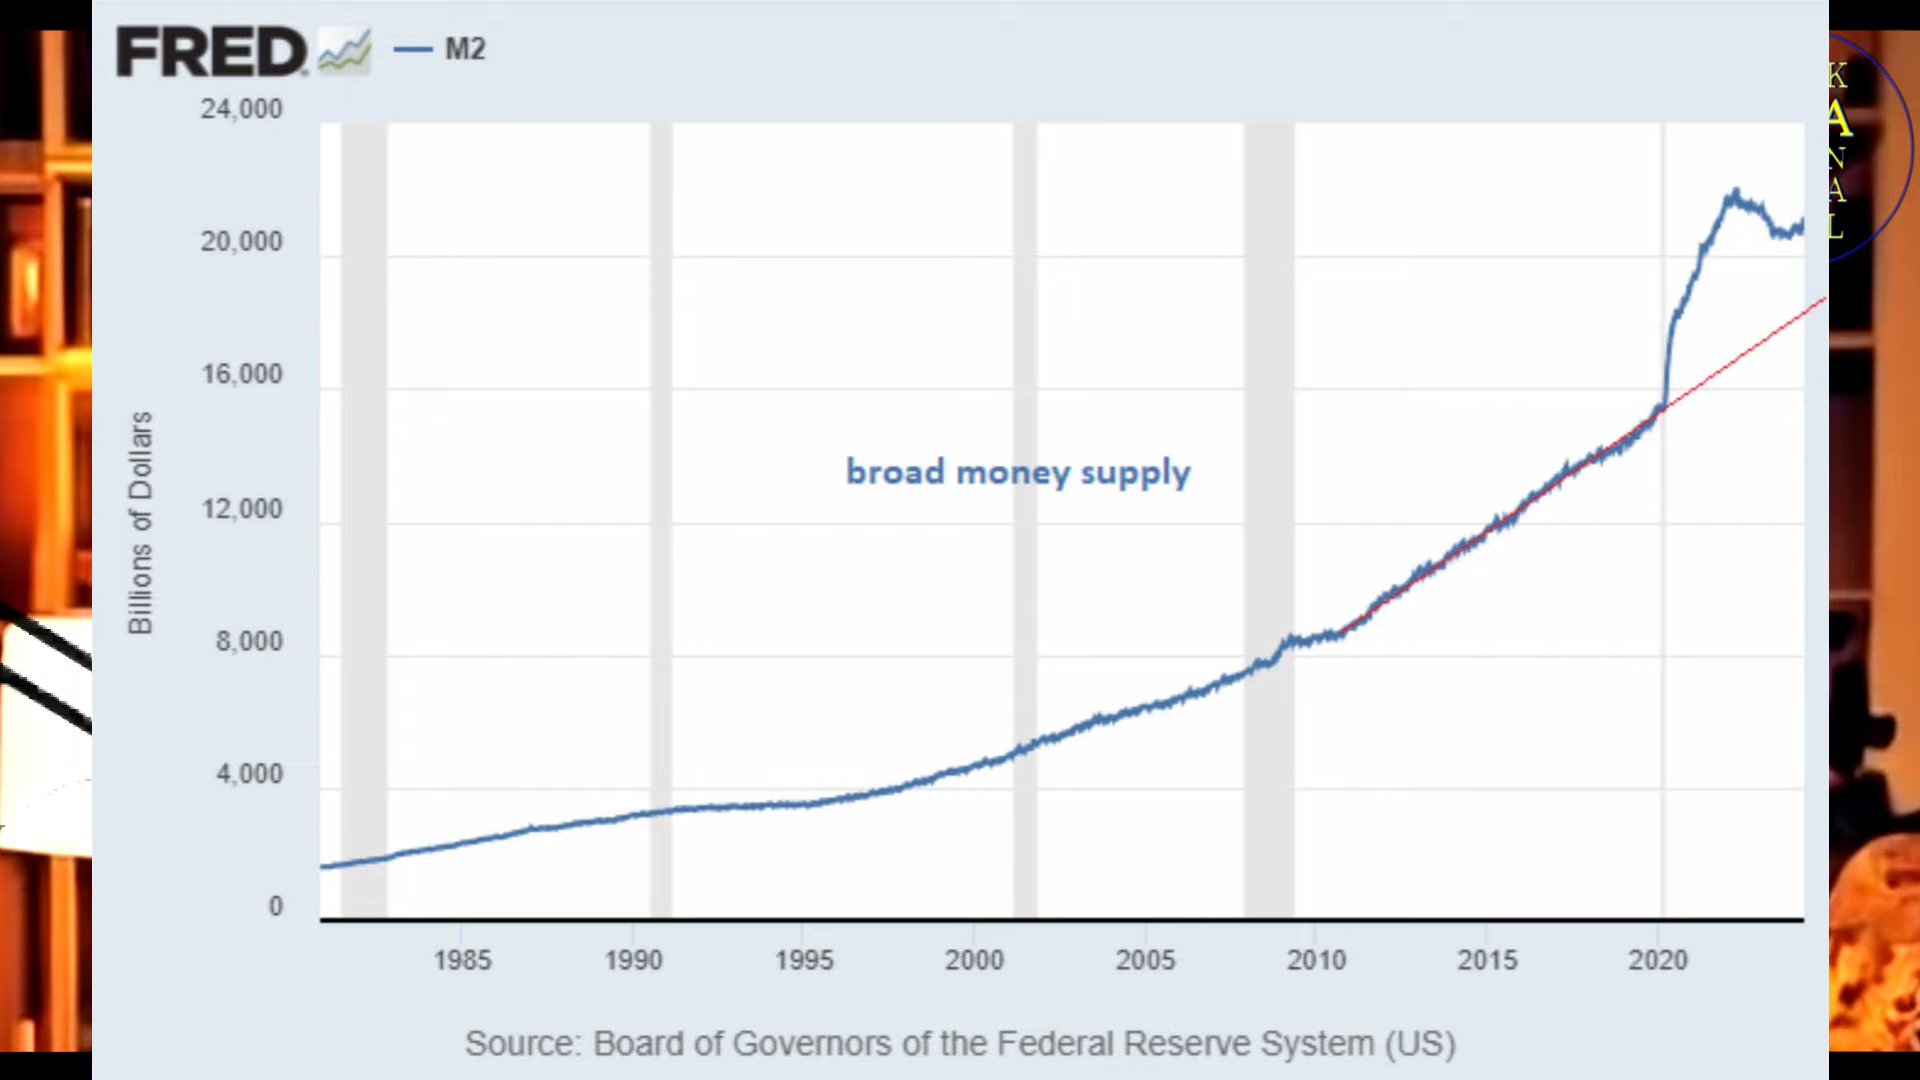 FRED
M2
24,000
20,000
16,000
12,000
8,000
4,000
0
Billions of Dollars
broad money supply
1985 1990 1995 2000 2005 2010 2015 2020
Source: Board of Governors of the Federal Reserve System (US)
K
A
N
A
L